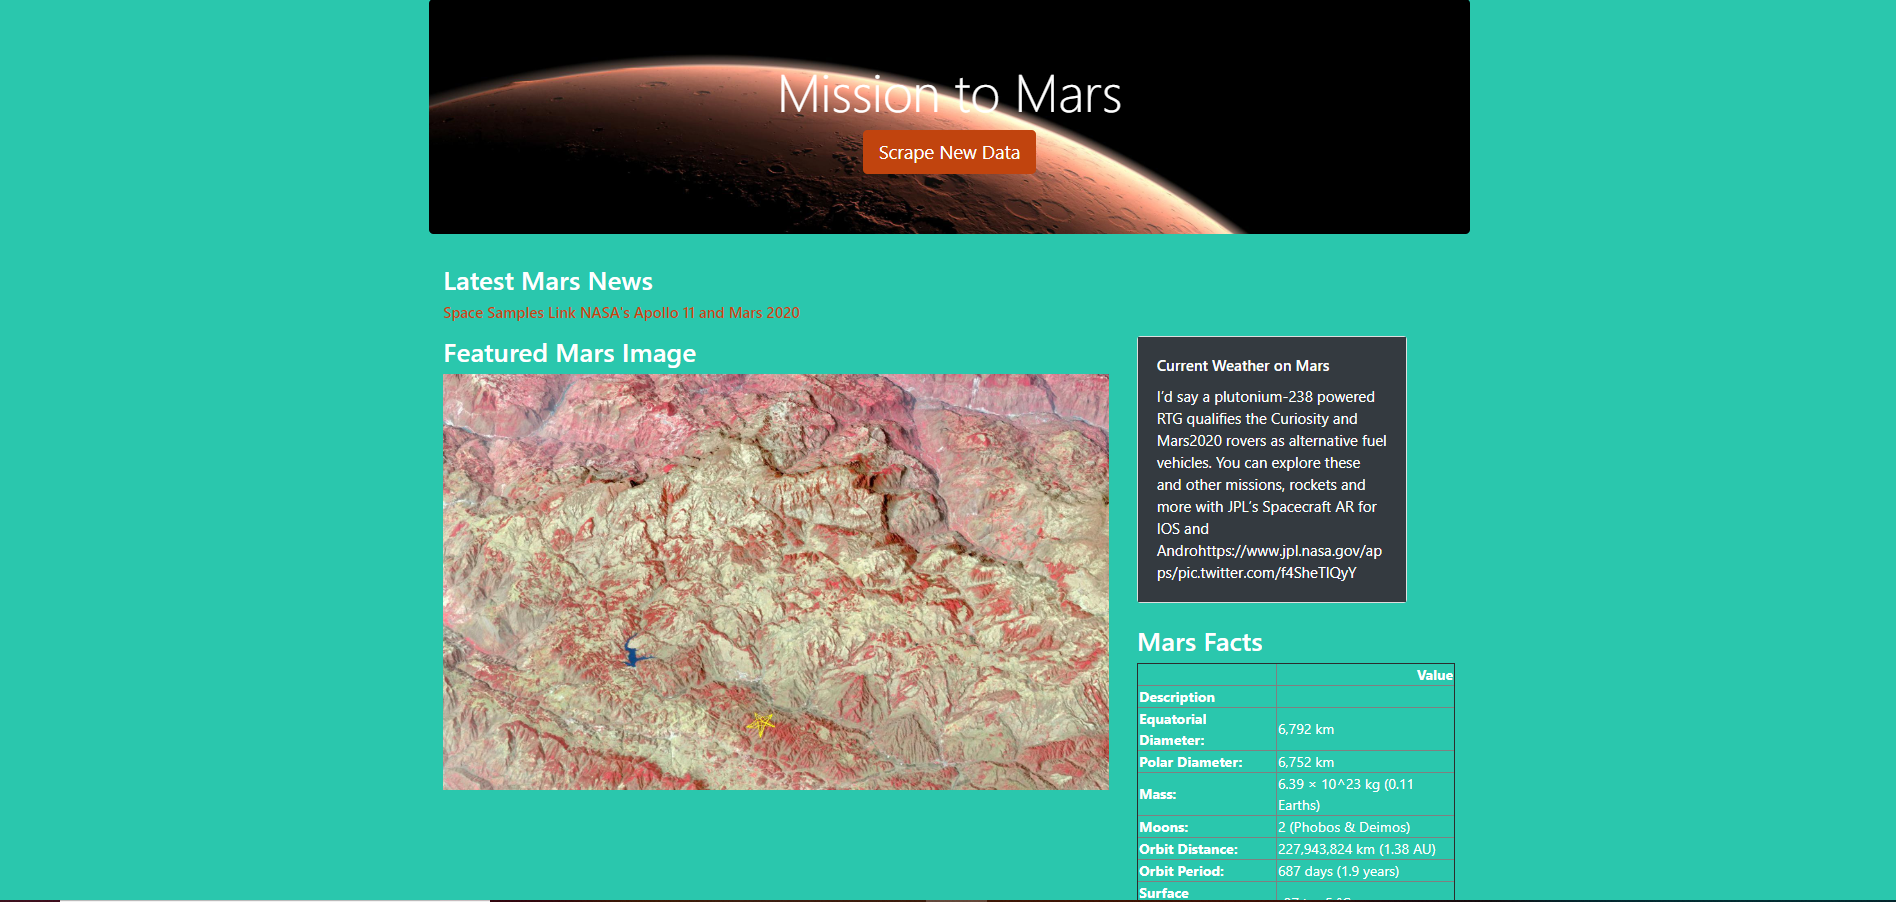 Mission to Mars
Scrape New Data
Latest Mars News
Space Samples Link NASA's Apollo 11 and Mars 2020
Featured Mars Image
Current Weather on Mars
I'd say a plutonium-238 powered
RTG qualifies the Curiosity and
Mars2020 rovers as alternative fuel
vehicles. You can explore these
and other missions, rockets and
more with JPL's Spacecraft AR for
IOS and
Androhttps://www.jpl.nasa.gov/ap
ps/pic.twitter.com/f4SheTIQyY
Mars Facts
Value
Description
Equatorial
Diameter:
6,792 km
Polar Diameter: 6,752 km
Mass:
6.39 × 10^23 kg (0.11
Earths)
Moons: 2 (Phobos & Deimos)
Orbit Distance: 227,943,824 km (1.38 AU)
Orbit Period: 687 days (1.9 years)
Surface